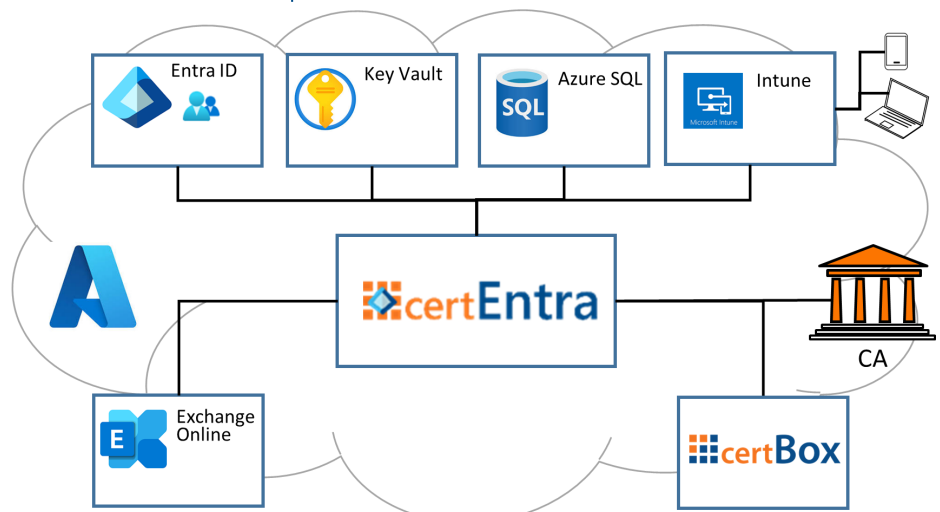 Entra ID
Key Vault
Azure SQL
Intune
SQL
Microsoft Intune
certEntra
CA
Exchange
Online
E
certBox